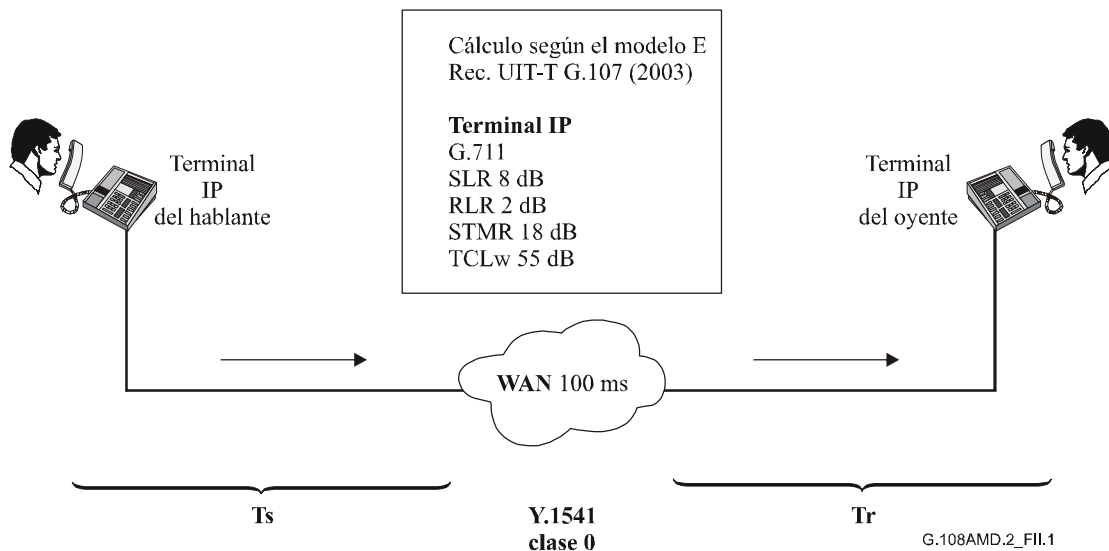 Cálculo según el modelo E
Rec. UIT-T G.107 (2003)
Terminal IP
G.711
SLR 8 dB
RLR 2 dB
STMR 18 dB
TCLw 55 dB
Terminal
IP
del hablante
Terminal
IP
del oyente
WAN 100 ms
Ts
Y.1541
clase 0
Tr
G.108AMD.2_FII.1